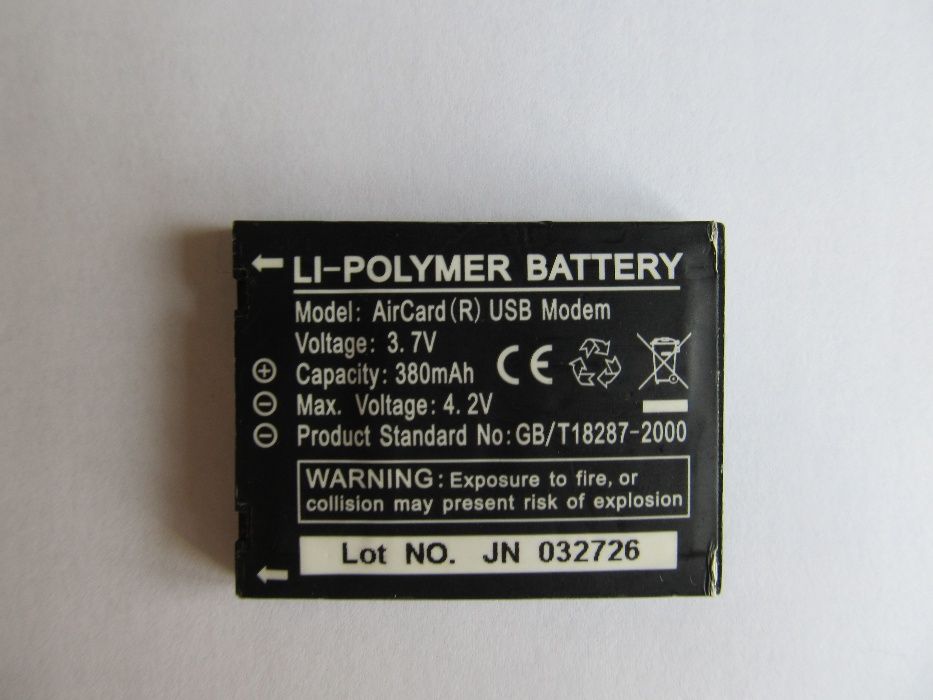 LI-POLYMER BATTERY
Model: AirCard(R) USB Modem
Voltage: 3.7V
Capacity: 380mAh
Max. Voltage: 4.2V
Product Standard No:GB/T18287-2000
CE
WARNING: Exposure to fire, or
collision may present risk of explosion
Lot NO. JN 032726